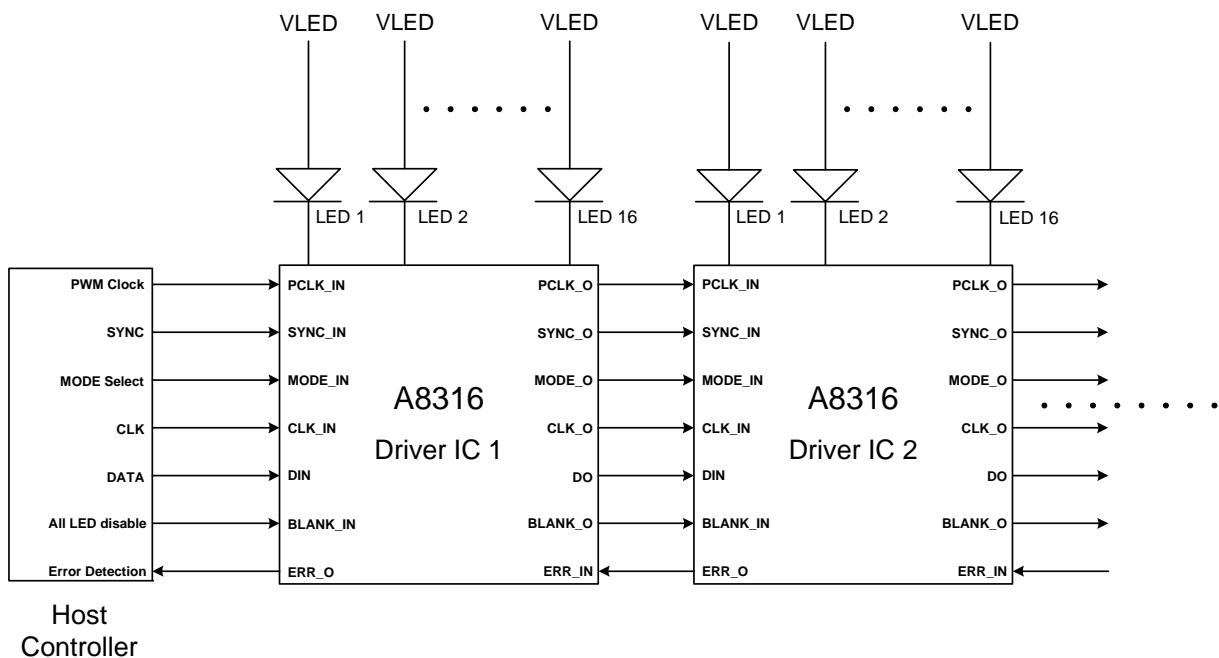 VLED VLED VLED VLED VLED VLED
LED 1 LED 2 LED 16 LED 1 LED 2 LED 16
PWM Clock PCLK_IN PCLK_O PCLK_IN PCLK_O
SYNC SYNC_IN SYNC_O SYNC_IN SYNC_O
MODE Select MODE_IN MODE_O MODE_IN MODE_O
A8316 A8316
CLK CLK_IN CLK_O CLK_IN CLK_O
Driver IC 1 Driver IC 2
DATA DIN DO DIN DO
All LED disable BLANK_IN BLANK_O BLANK_IN BLANK_O
Error Detection ERR_O ERR_IN ERR_O ERR_IN
Host
Controller